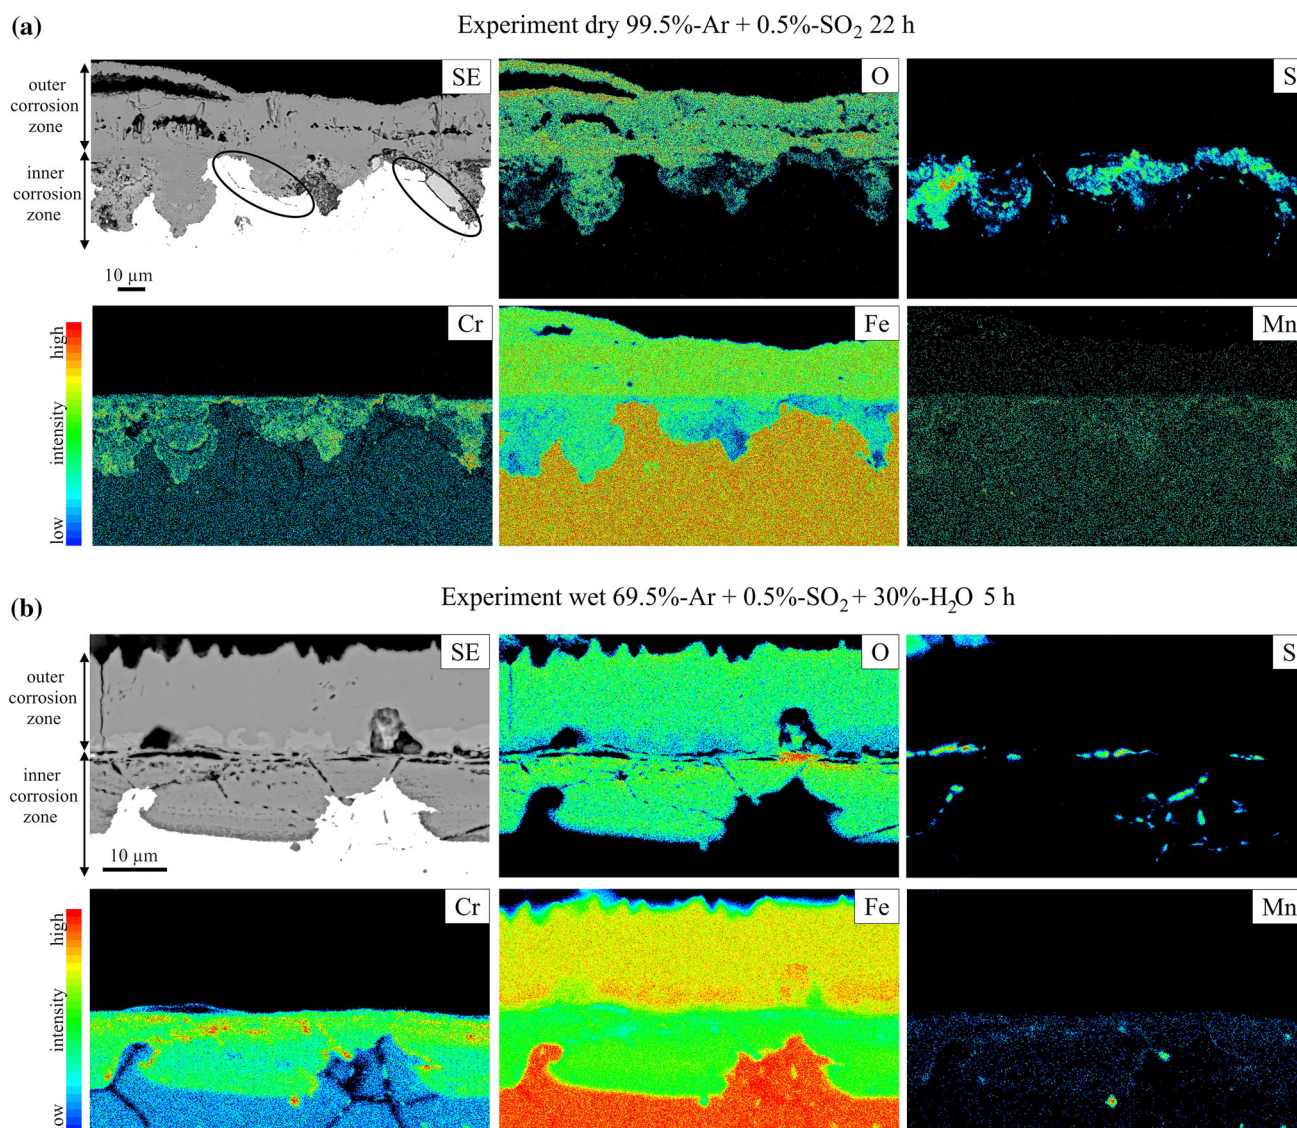 (a)
Experiment dry 99.5%-Ar + 0.5%-SO₂ 22 h
SE
O
S
outer
corrosion
zone
inner
corrosion
zone
10 µm
Cr
Fe
Mn
high
intensity
low
(b)
Experiment wet 69.5%-Ar + 0.5%-SO₂ + 30%-H₂O 5 h
SE
O
S
outer
corrosion
zone
inner
corrosion
zone
10 µm
Cr
Fe
Mn
high
intensity
low